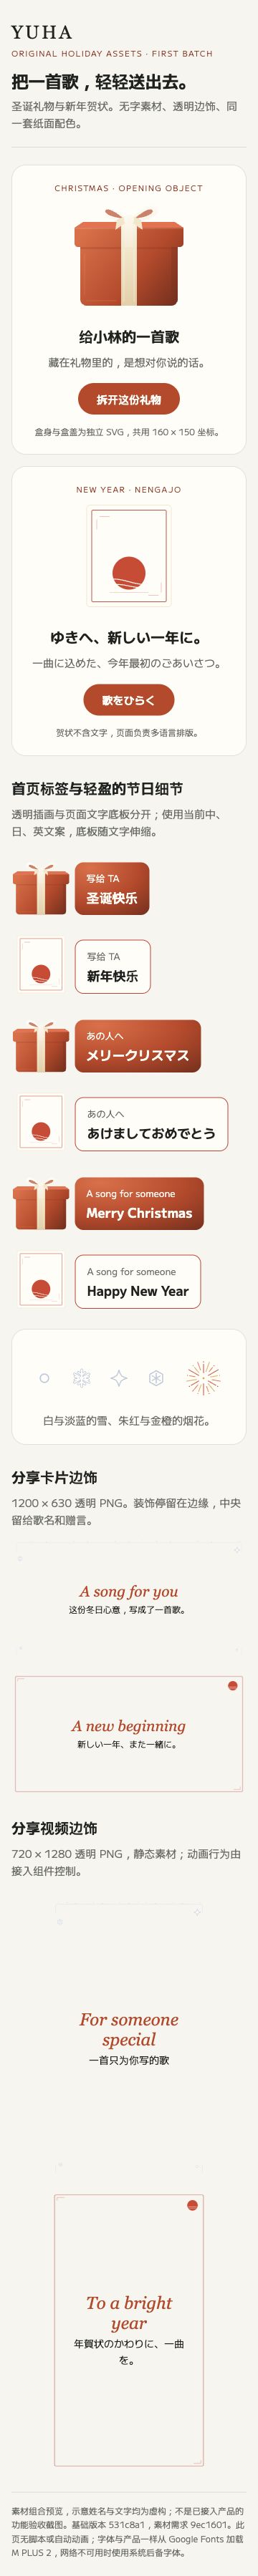 YUHA
ORIGINAL HOLIDAY ASSETS · FIRST BATCH
把一首歌，轻轻送出去。
圣诞礼物与新年贺状。无字素材、透明边饰、同
一套纸面配色。
CHRISTMAS · OPENING OBJECT
给小林的一首歌
藏在礼物里的，是想对你说的话。
拆开这份礼物
盒身与盒盖为独立 SVG，共用 160 × 150 坐标。
NEW YEAR · NENGAJO
ゆきへ、新しい一年に。
一曲に込めた、今年最初のごあいさつ。
歌をひらく
贺状不含文字，页面负责多语言排版。
首页标签与轻盈的节日细节
透明插画与页面文字底板分开；使用当前中、
日、英文案，底板随文字伸缩。
写给 TA
圣诞快乐
写给 TA
新年快乐
あの人へ
メリークリスマス
あの人へ
あけましておめでとう
A song for someone
Merry Christmas
A song for someone
Happy New Year
白与淡蓝的雪、朱红与金橙的烟花。
分享卡片边饰
1200 × 630 透明 PNG。装饰停留在边缘，中央
留给歌名和赠言。
A song for you
这份冬日心意，写成了一首歌。
A new beginning
新しい一年、また一緒に。
分享视频边饰
720 × 1280 透明 PNG，静态素材；动画行为由
接入组件控制。
For someone
special
一首只为你写的歌
To a bright
year
年賀状のかわりに、一曲
を。
素材组合预览，示意姓名与文字均为虚构；不是已接入产品的
功能验收截图。基础版本 531c8a1，素材需求 9ec1601。此
页无脚本或自动动画；字体与产品一样从 Google Fonts 加载
M PLUS 2，网络不可用时使用系统后备字体。